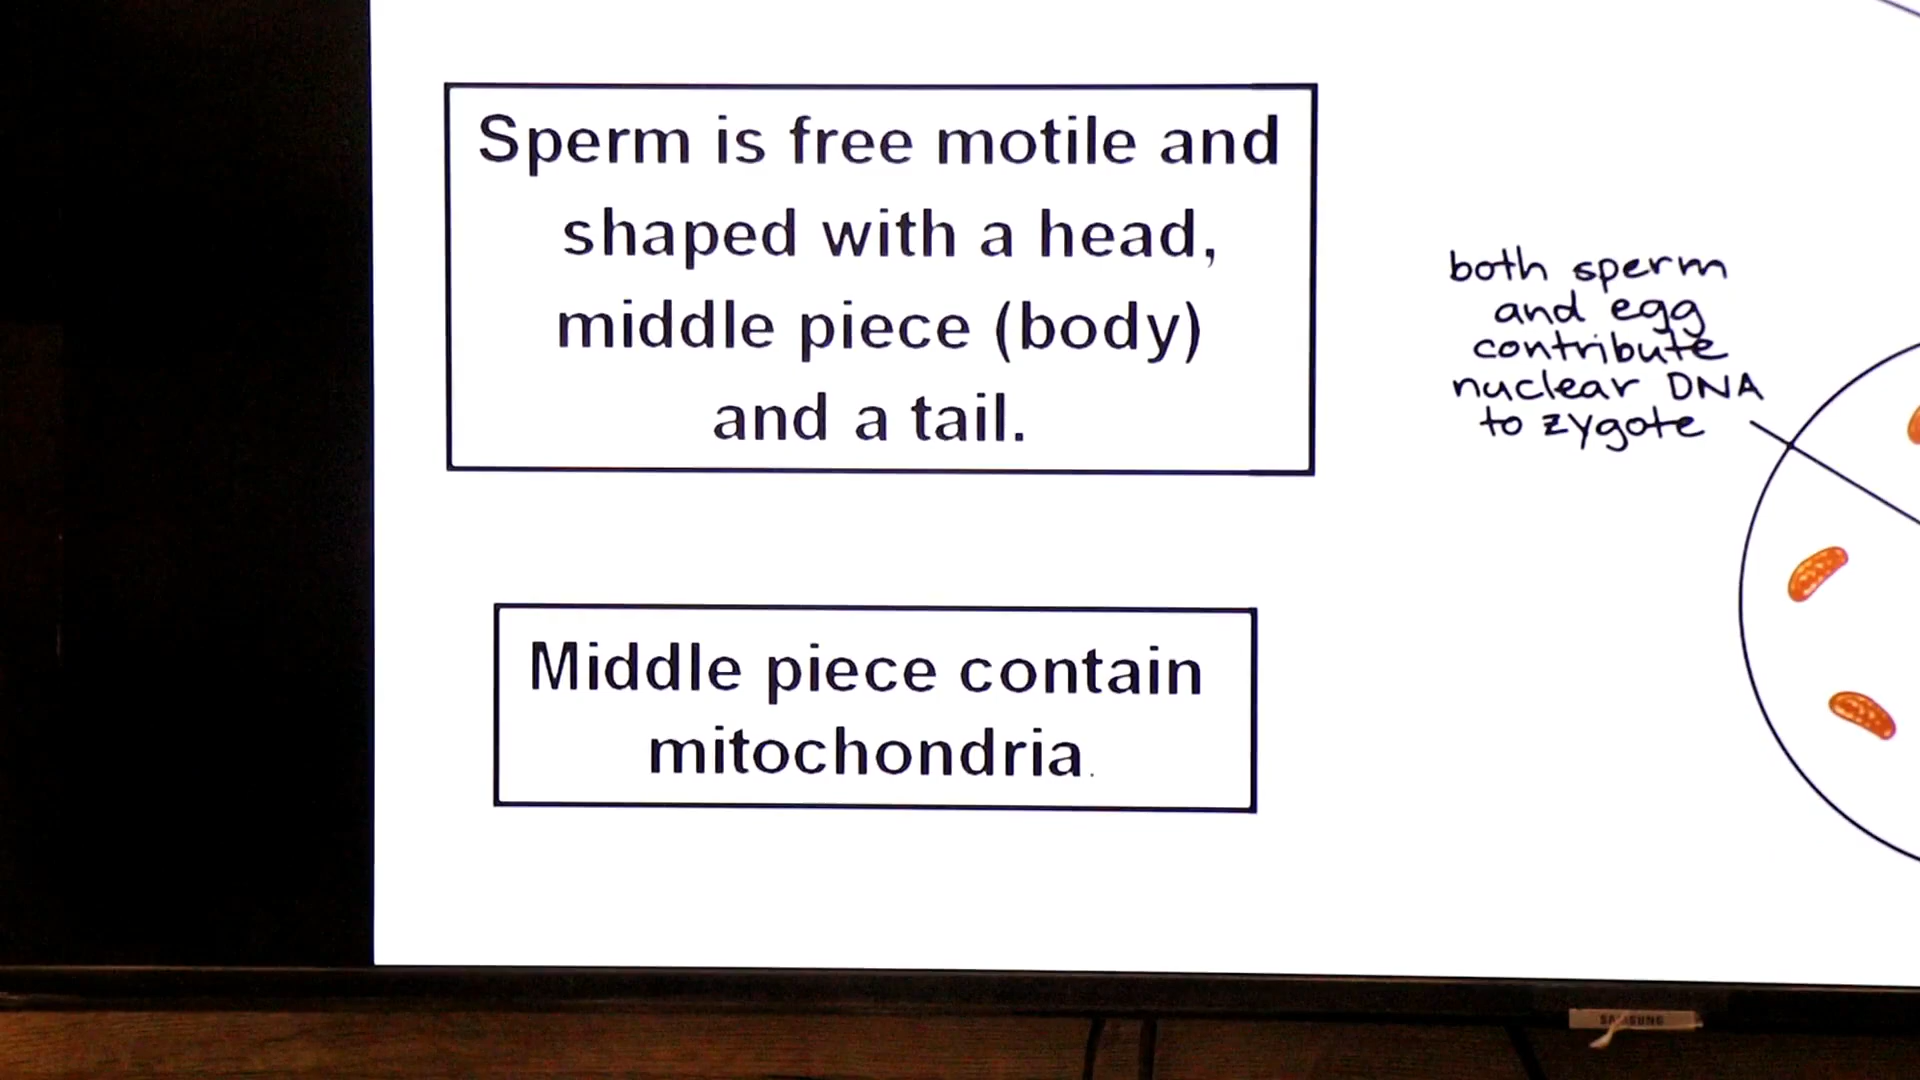 Sperm is free motile and
shaped with a head,
middle piece (body)
and a tail.
both sperm
and egg
contribute
nuclear DNA
to zygote
Middle piece contain
mitochondria.
SAMSUNG